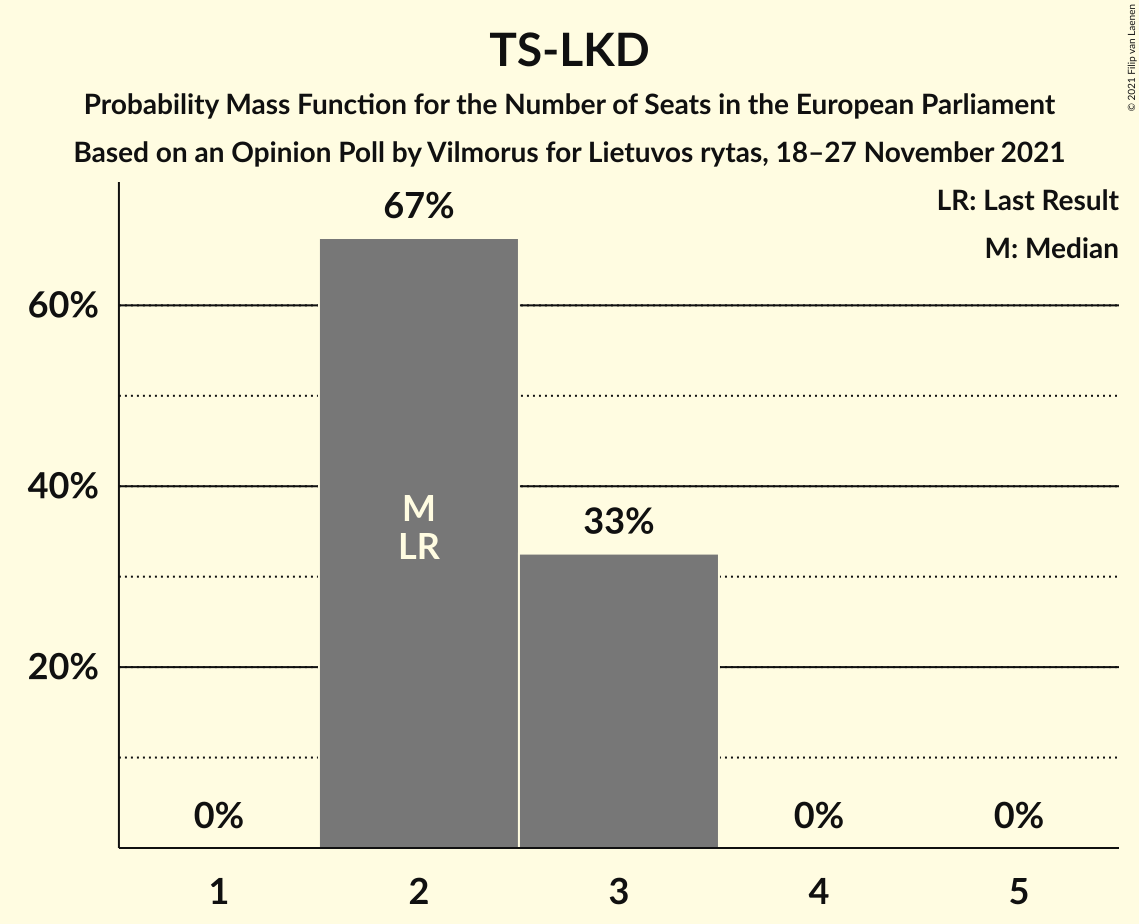 TS-LKD
Probability Mass Function for the Number of Seats in the European Parliament
Based on an Opinion Poll by Vilmorus for Lietuvos rytas, 18–27 November 2021
© 2021 Filip van Laenen
LR: Last Result
M: Median
67%
60%
40%
M
LR
33%
20%
0%
0%
0%
1
2
3
4
5